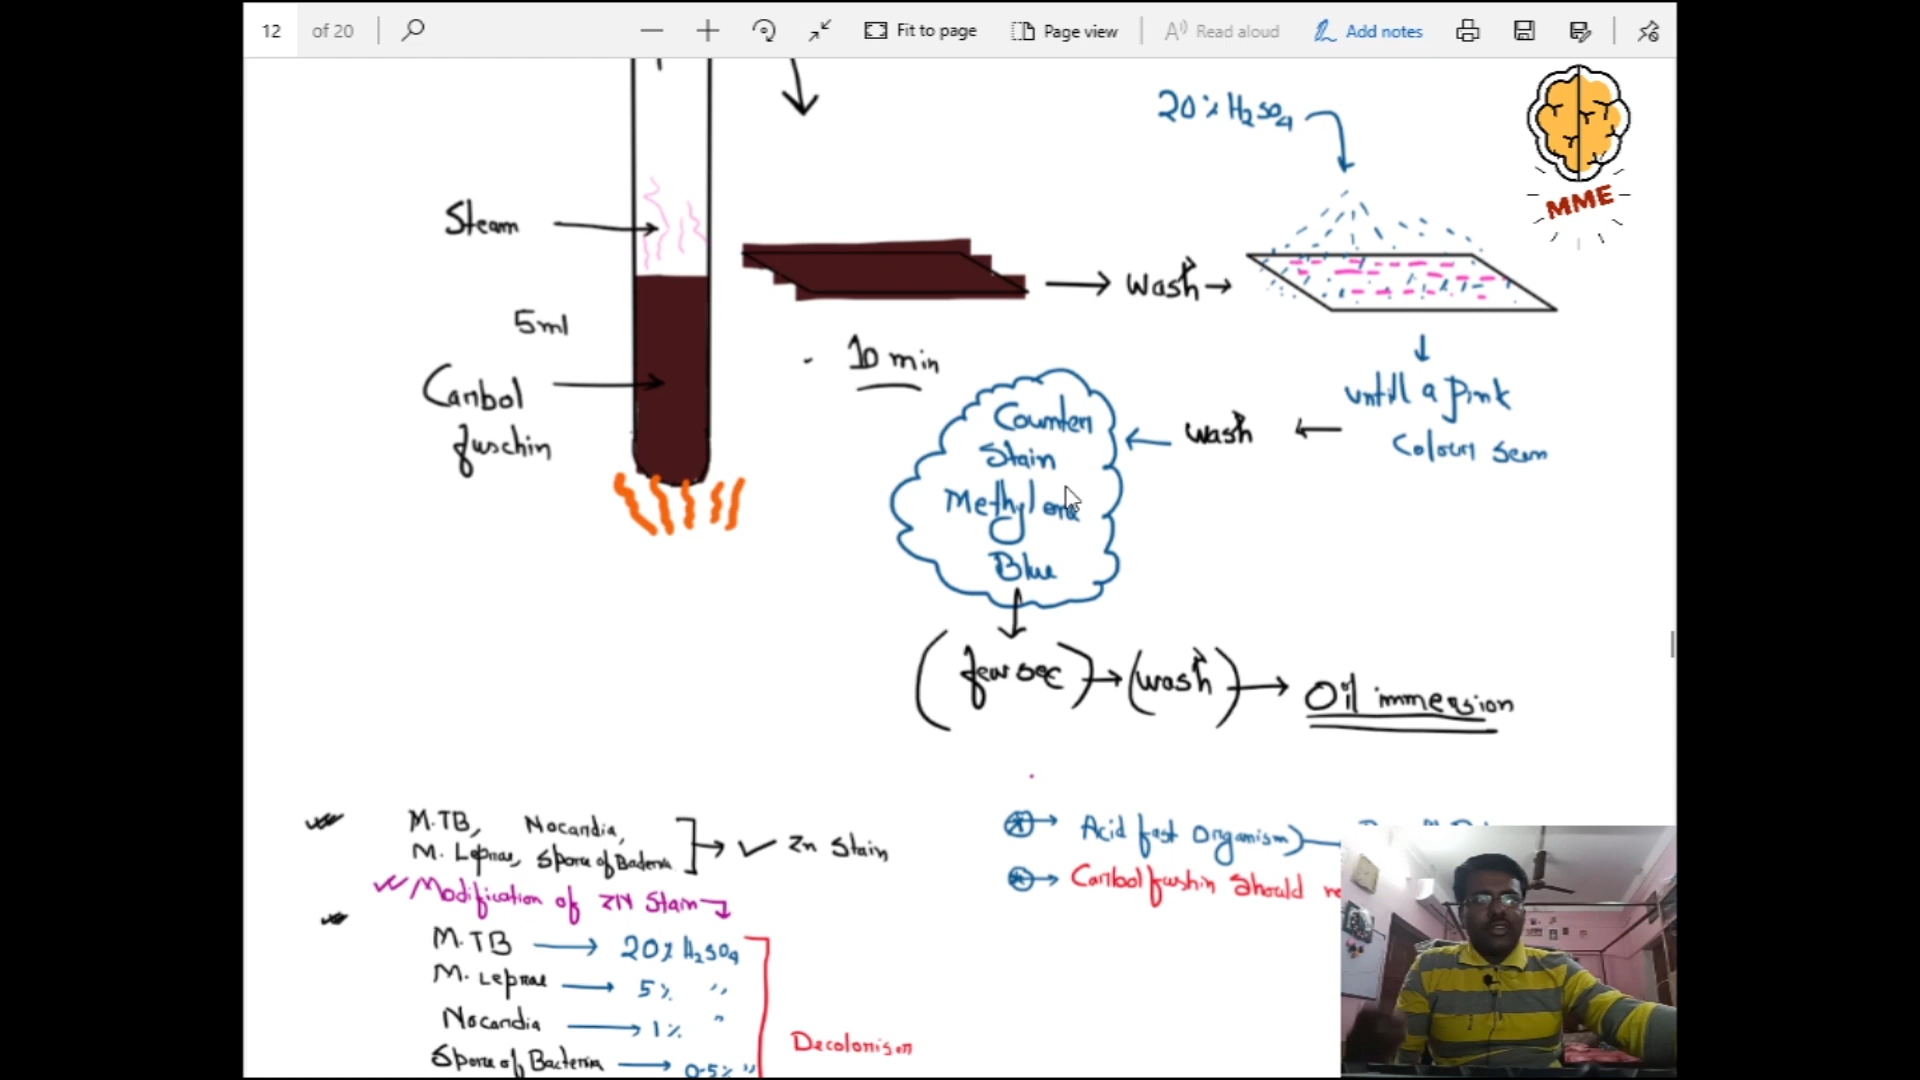 12 of 20 Fit to page Page view Read aloud Add notes
20% H2SO4
MME
Steam
Wash
5ml
10 min
Carbol
fuschin
untill a Pink
Colour seen
wash
Counter
Stain
Methylene
Blue
(few sec) → (wash) → Oil immersion
M.TB, Nocardia,
M. Leprae, Spore of Bacteria → ✓ Zn Stain
Modification of ZN Stain
M.TB → 20% H2SO4
M. Leprae → 5% "
Nocardia → 1% "
Spore of Bacteria → 0.5% "
Decoloriser
Acid fast Organism
Carbol fushin Should